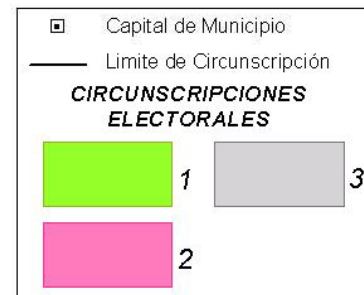 Capital de Municipio
Limite de Circunscripción
CIRCUNSCRIPCIONES
ELECTORALES
1 3
2